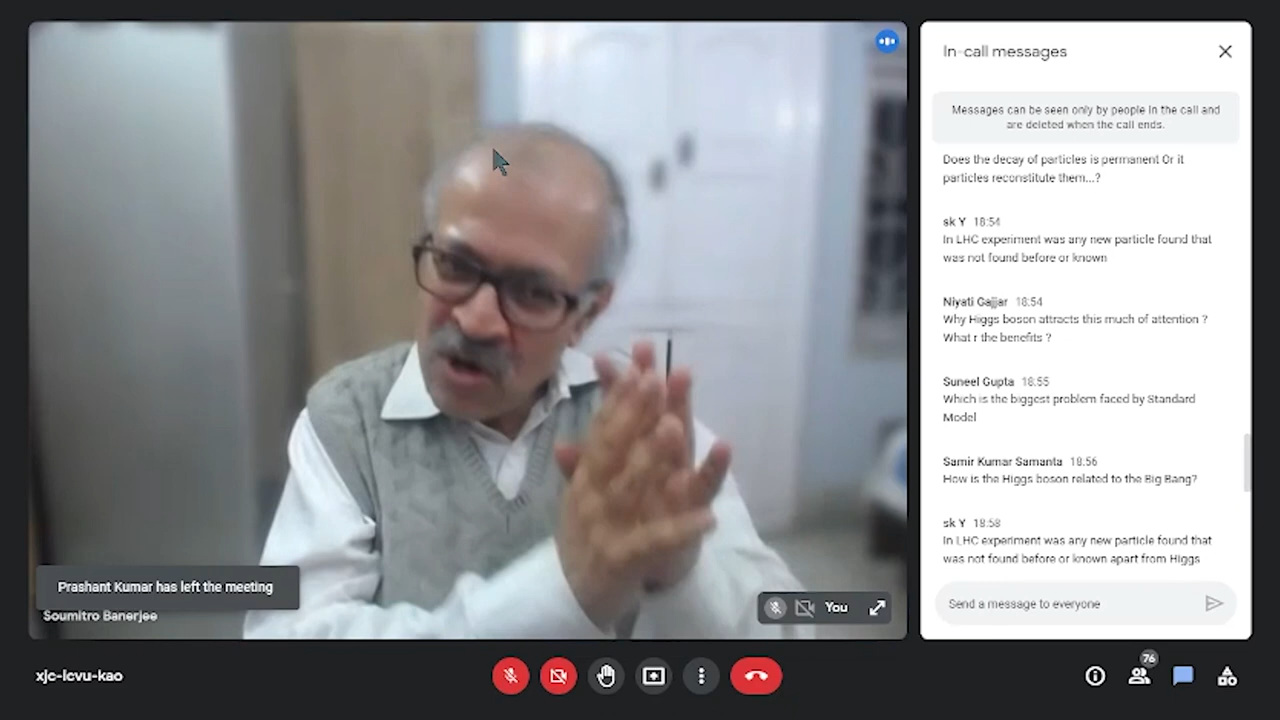 In-call messages
Messages can be seen only by people in the call and
are deleted when the call ends.
Does the decay of particles is permanent Or it
particles reconstitute them...?
sk Y 18:54
In LHC experiment was any new particle found that
was not found before or known
Niyati Gajjar 18:54
Why Higgs boson attracts this much of attention ?
What r the benefits ?
Suneel Gupta 18:55
Which is the biggest problem faced by Standard
Model
Samir Kumar Samanta 18:56
How is the Higgs boson related to the Big Bang?
sk Y 18:58
In LHC experiment was any new particle found that
was not found before or known apart from Higgs
Send a message to everyone
Prashant Kumar has left the meeting
Soumitro Banerjee
You
xjc-lcvu-kao
76